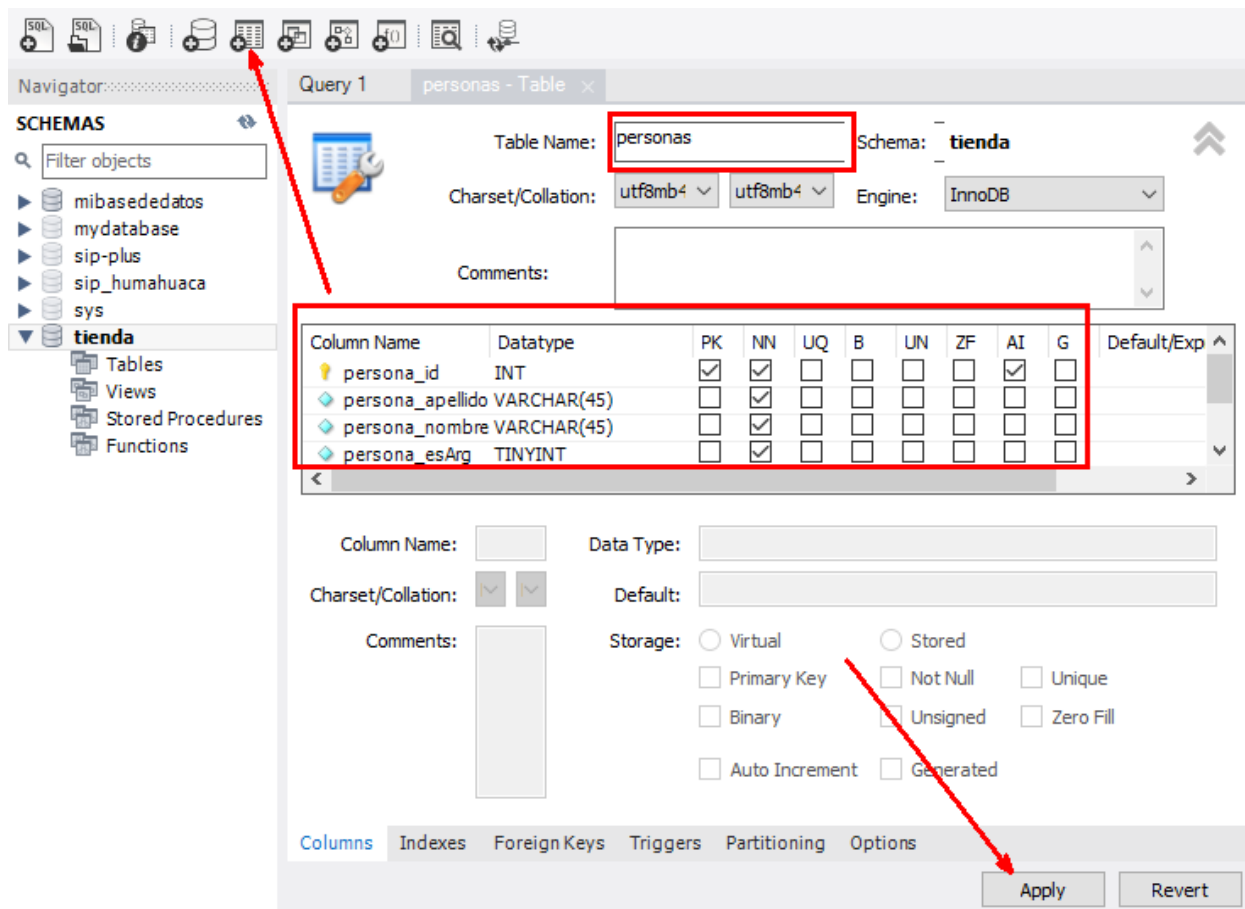 SQL SQL f()
Navigator
Query 1 personas - Table
SCHEMAS
Filter objects
mibasededatos
mydatabase
sip-plus
sip_humahuaca
sys
tienda
Tables
Views
Stored Procedures
Functions
Table Name: personas Schema: tienda
Charset/Collation: utf8mb4 utf8mb4 Engine: InnoDB
Comments:
Column Name Datatype PK NN UQ B UN ZF AI G Default/Exp
persona_id INT
persona_apellido VARCHAR(45)
persona_nombre VARCHAR(45)
persona_esArg TINYINT
Column Name: Data Type:
Charset/Collation: Default:
Comments: Storage: Virtual Stored
Primary Key Not Null Unique
Binary Unsigned Zero Fill
Auto Increment Generated
Columns Indexes Foreign Keys Triggers Partitioning Options
Apply Revert